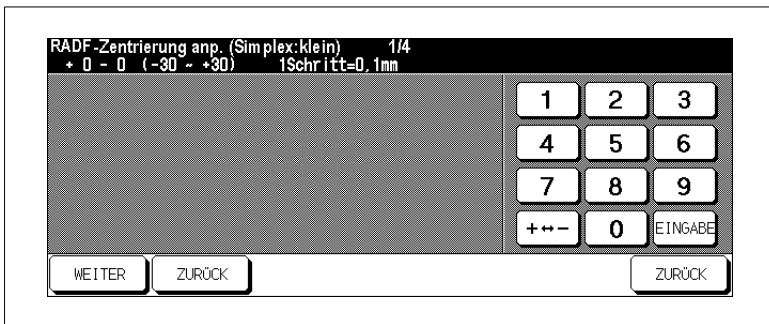 RADF-Zentrierung anp. (Simplex:klein) 1/4
+ 0 - 0 (-30 ~ +30) 1Schritt=0,1mm
1 2 3
4 5 6
7 8 9
+↔- 0 EINGABE
WEITER ZURÜCK ZURÜCK